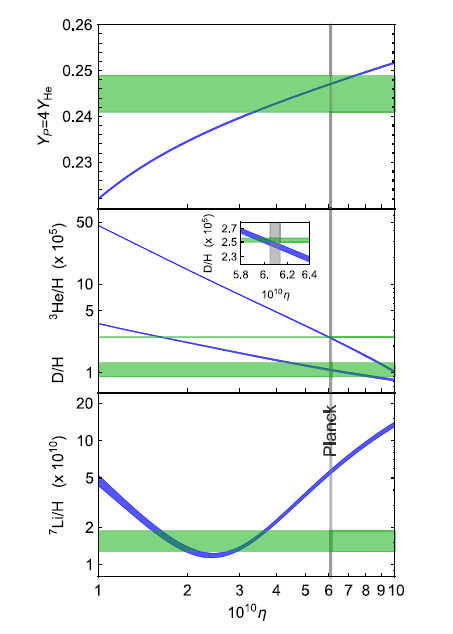 0.26
0.25
0.24
0.23
Y_P=4Y_He
50
10
5
1
D/H ³He/H (x 10⁵)
2.7
2.5
2.3
D/H (x 10⁵)
5.8 6. 6.2 6.4
10¹⁰η
20
10
5
2
1
⁷Li/H (x 10¹⁰)
Planck
1 2 3 4 5 6 7 8 9 10
10¹⁰η